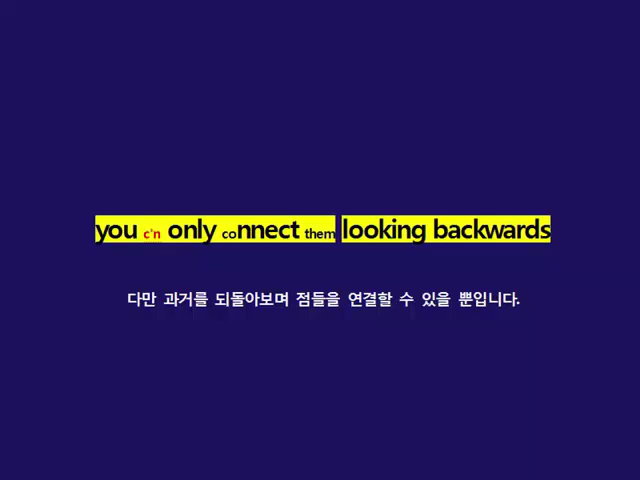 you c'n only connect them looking backwards
다만 과거를 되돌아보며 점들을 연결할 수 있을 뿐입니다.